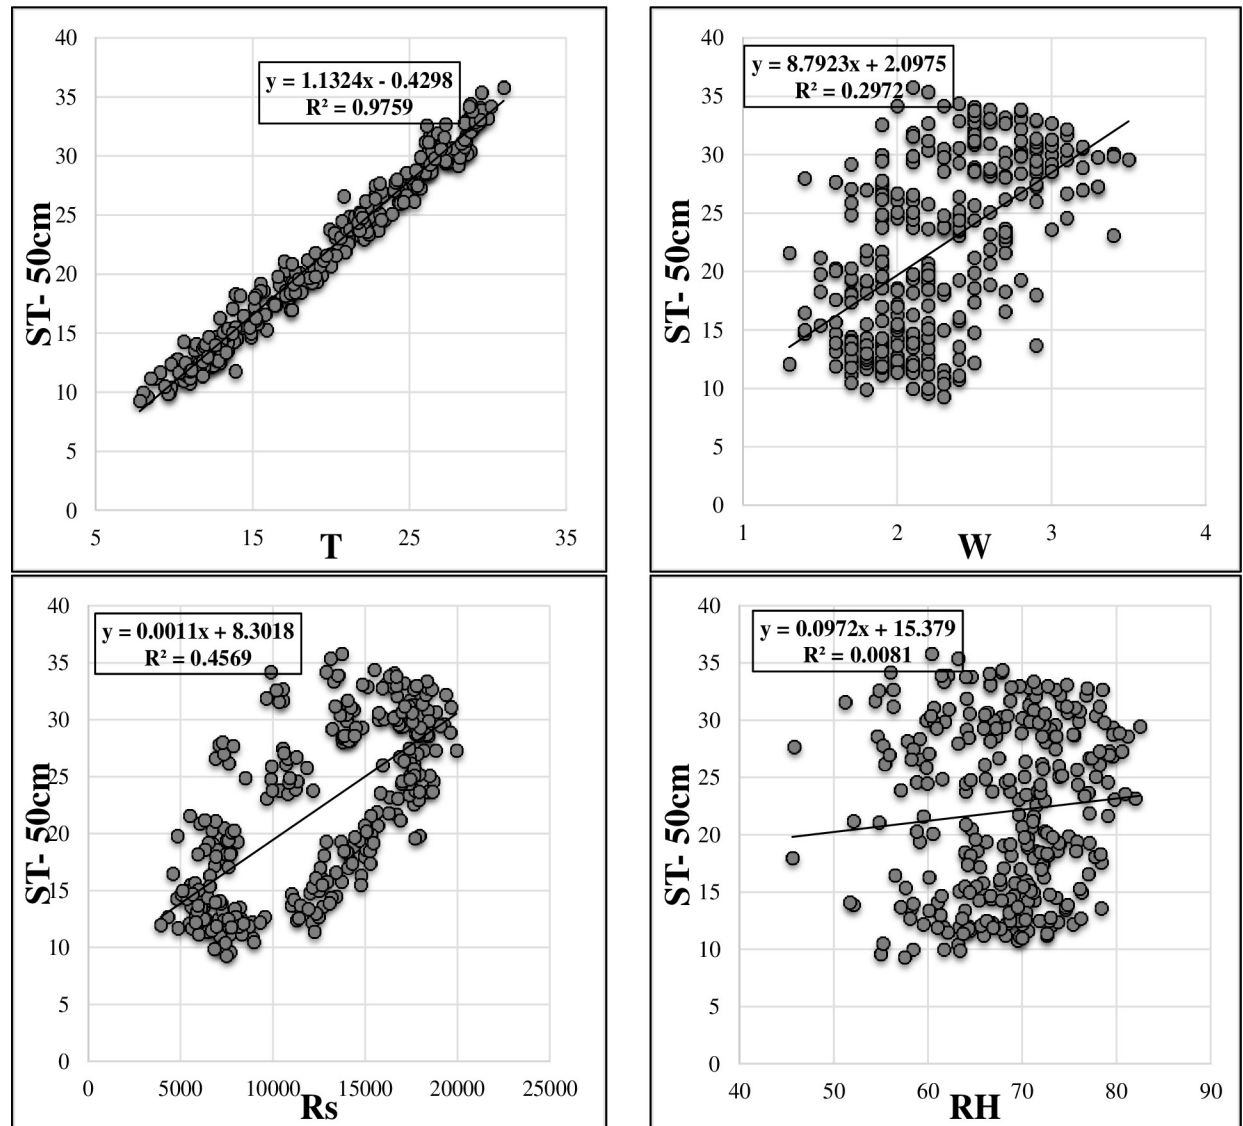 40
35
30
25
20
15
10
5
0
ST- 50cm
y = 1.1324x - 0.4298
R² = 0.9759
5 15 25 35
T
40
35
30
25
20
15
10
5
0
ST- 50cm
y = 8.7923x + 2.0975
R² = 0.2972
1 2 3 4
W
40
35
30
25
20
15
10
5
0
ST- 50cm
y = 0.0011x + 8.3018
R² = 0.4569
0 5000 10000 15000 20000 25000
Rs
40
35
30
25
20
15
10
5
0
ST- 50cm
y = 0.0972x + 15.379
R² = 0.0081
40 50 60 70 80 90
RH